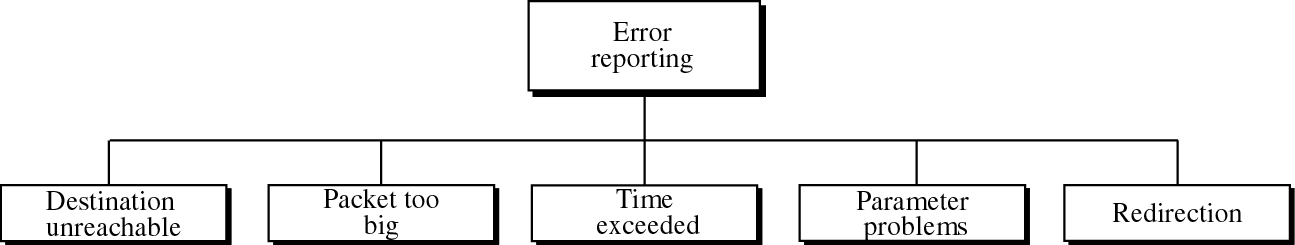 Error
reporting
Destination
unreachable
Packet too
big
Time
exceeded
Parameter
problems
Redirection